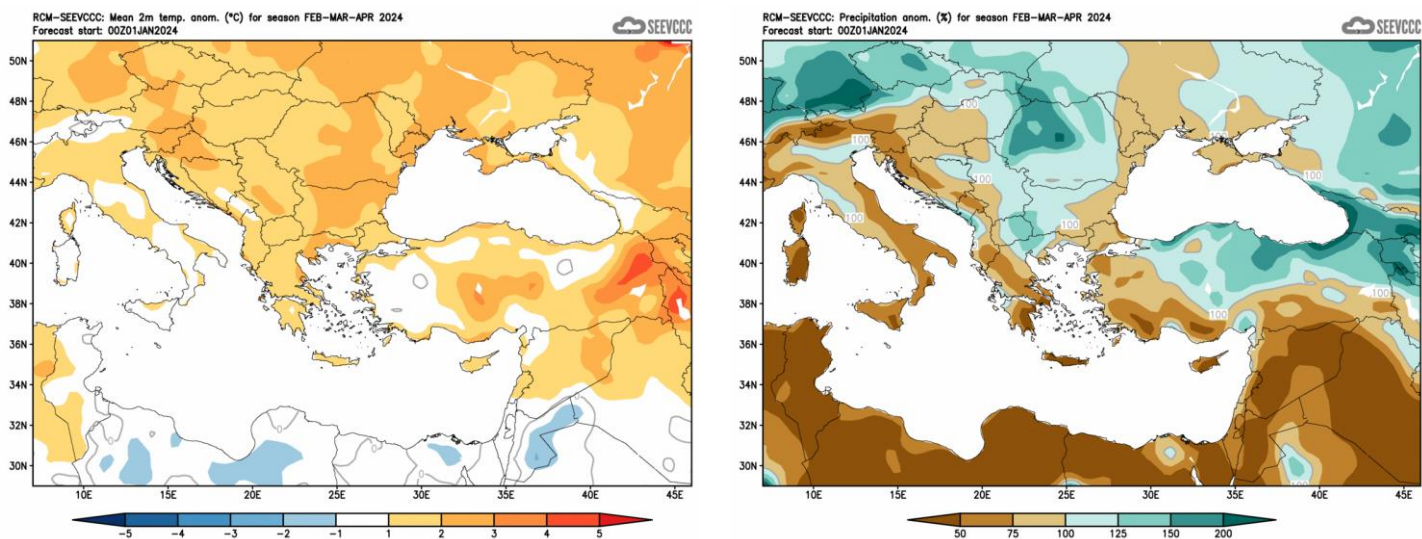 RCM-SEEVCCC: Mean 2m temp. anom. (°C) for season FEB-MAR-APR 2024
Forecast start: 00Z01JAN2024
SEEVCCC
50N
48N
46N
44N
42N
40N
38N
36N
34N
32N
30N
10E
15E
20E
25E
30E
35E
40E
45E
-5
-4
-3
-2
-1
1
2
3
4
5
RCM-SEEVCCC: Precipitation anom. (%) for season FEB-MAR-APR 2024
Forecast start: 00Z01JAN2024
SEEVCCC
50N
48N
46N
44N
42N
40N
38N
36N
34N
32N
30N
100
100
100
100
100
100
100
100
10E
15E
20E
25E
30E
35E
40E
45E
50
75
100
125
150
200